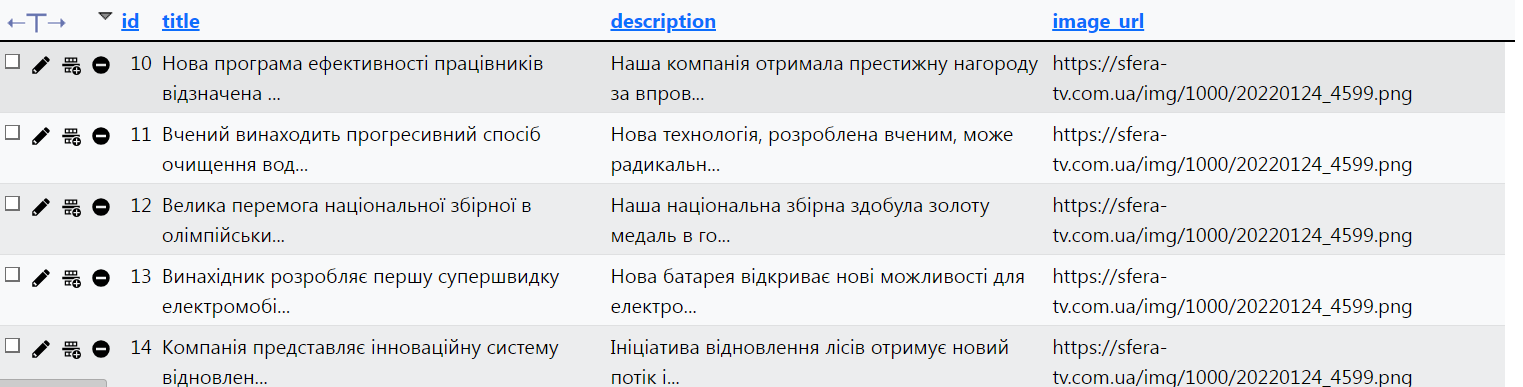 id title description image_url
10 Нова програма ефективності працівників Наша компанія отримала престижну нагороду https://sfera-
відзначена ... за впров... tv.com.ua/img/1000/20220124_4599.png
11 Вчений винаходить прогресивний спосіб Нова технологія, розроблена вченим, може https://sfera-
очищення вод... радикальн... tv.com.ua/img/1000/20220124_4599.png
12 Велика перемога національної збірної в Наша національна збірна здобула золоту https://sfera-
олімпійськи... медаль в го... tv.com.ua/img/1000/20220124_4599.png
13 Винахідник розробляє першу супершвидку Нова батарея відкриває нові можливості для https://sfera-
електромобі... електро... tv.com.ua/img/1000/20220124_4599.png
14 Компанія представляє інноваційну систему Ініціатива відновлення лісів отримує новий https://sfera-
відновлен... потік і... tv.com.ua/img/1000/20220124_4599.png